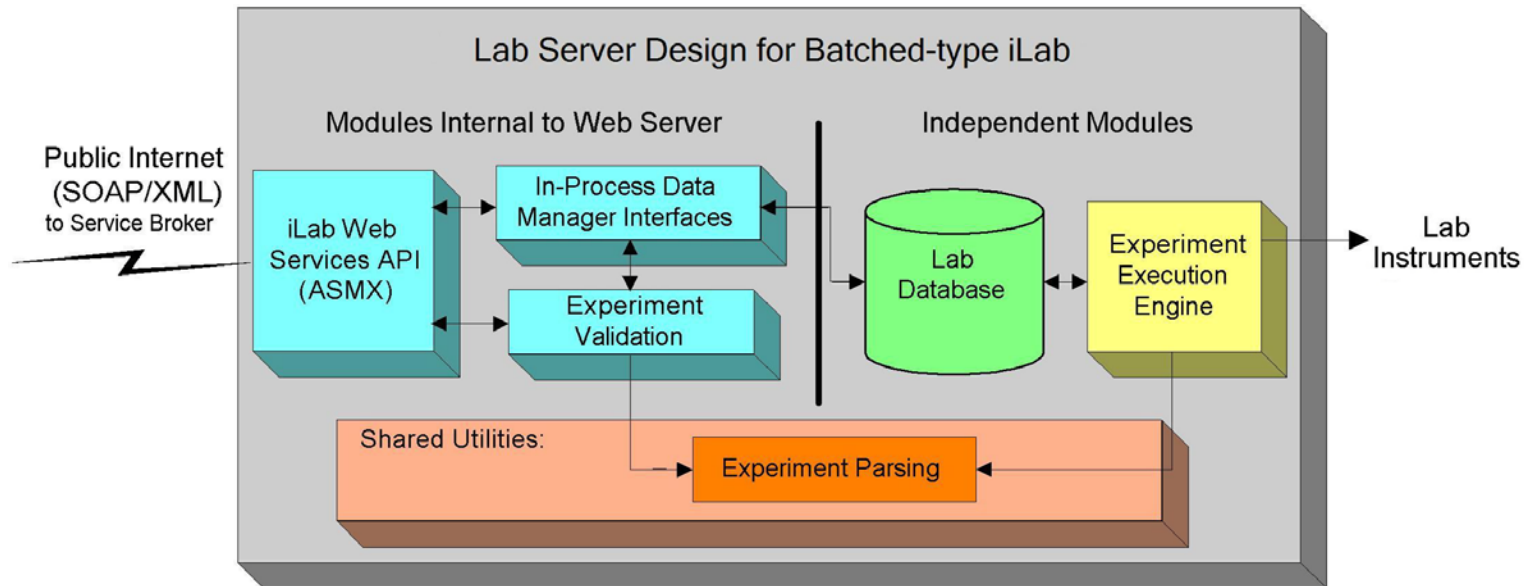 Lab Server Design for Batched-type iLab
Modules Internal to Web Server
Independent Modules
Public Internet
(SOAP/XML)
to Service Broker
iLab Web
Services API
(ASMX)
In-Process Data
Manager Interfaces
Experiment
Validation
Lab
Database
Experiment
Execution
Engine
Lab
Instruments
Shared Utilities:
Experiment Parsing